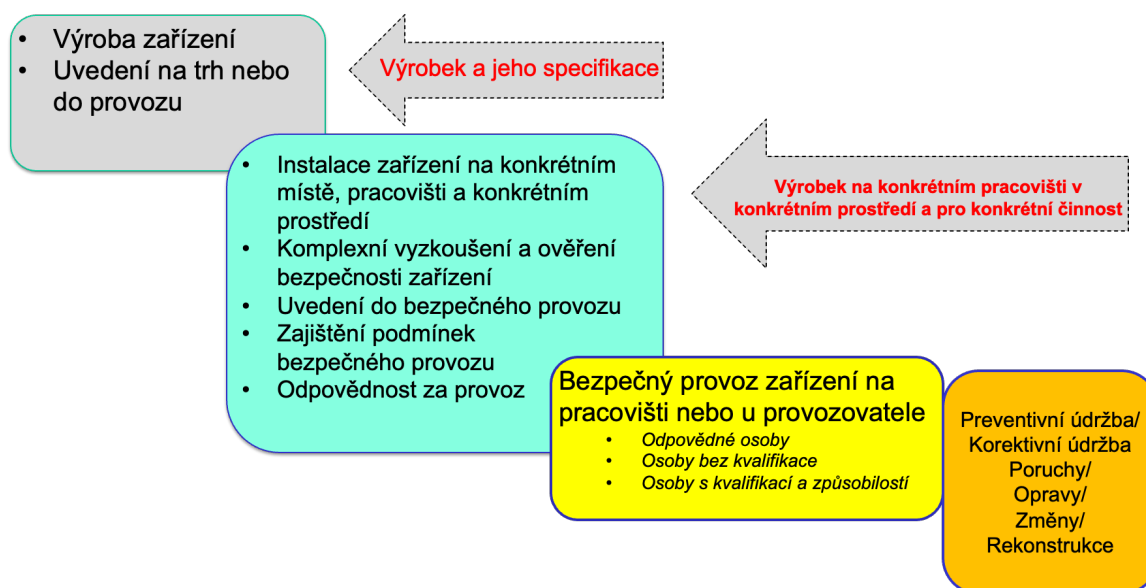 • Výroba zařízení
• Uvedení na trh nebo
do provozu
Výrobek a jeho specifikace
• Instalace zařízení na konkrétním
místě, pracovišti a konkrétním
prostředí
• Komplexní vyzkoušení a ověření
bezpečnosti zařízení
• Uvedení do bezpečného provozu
• Zajištění podmínek
bezpečného provozu
• Odpovědnost za provoz
Výrobek na konkrétním pracovišti v
konkrétním prostředí a pro konkrétní činnost
Bezpečný provoz zařízení na
pracovišti nebo u provozovatele
• Odpovědné osoby
• Osoby bez kvalifikace
• Osoby s kvalifikací a způsobilostí
Preventivní údržba/
Korektivní údržba
Poruchy/
Opravy/
Změny/
Rekonstrukce